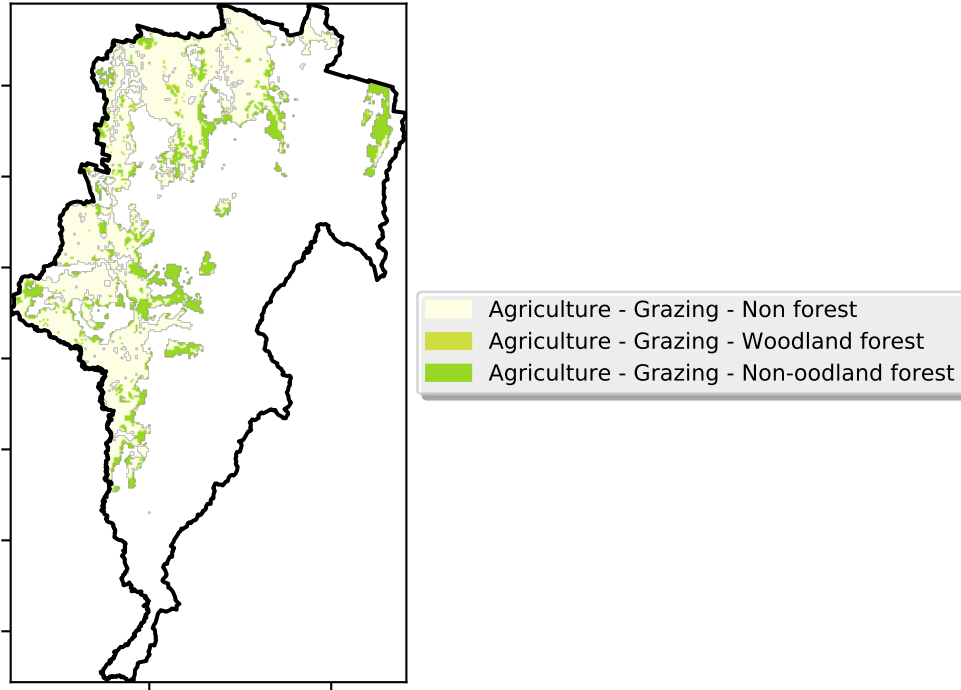 Agriculture - Grazing - Non forest
Agriculture - Grazing - Woodland forest
Agriculture - Grazing - Non-oodland forest